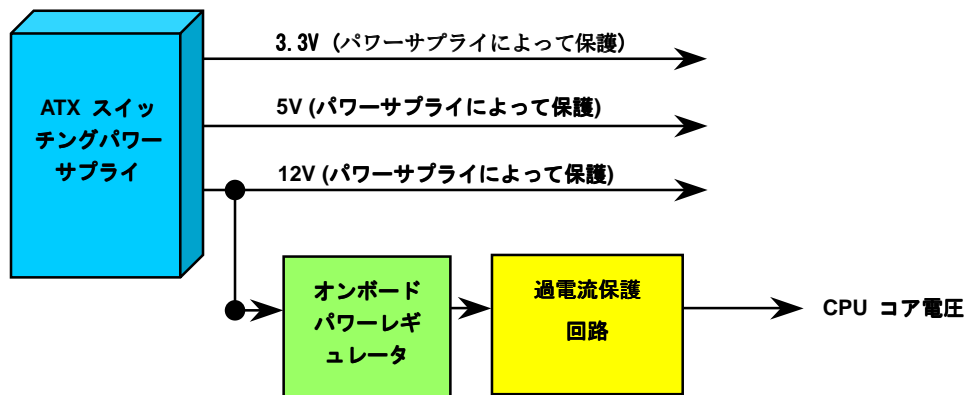 3.3V (パワーサプライによって保護)
ATX スイッ
チングパワー
サプライ
5V (パワーサプライによって保護)
12V (パワーサプライによって保護)
オンボード
パワーレギ
ュレータ
過電流保護
回路
CPU コア電圧